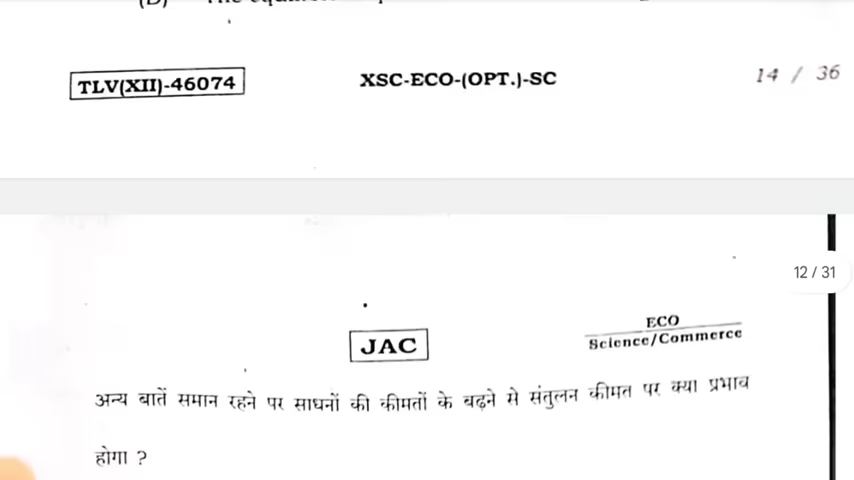 (D)
TLV(XII)-46074 XSC-ECO-(OPT.)-SC 14 / 36
12 / 31
JAC
ECO
Science/Commerce
अन्य बातें समान रहने पर साधनों की कीमतों के बढ़ने से संतुलन कीमत पर क्या प्रभाव
होगा ?